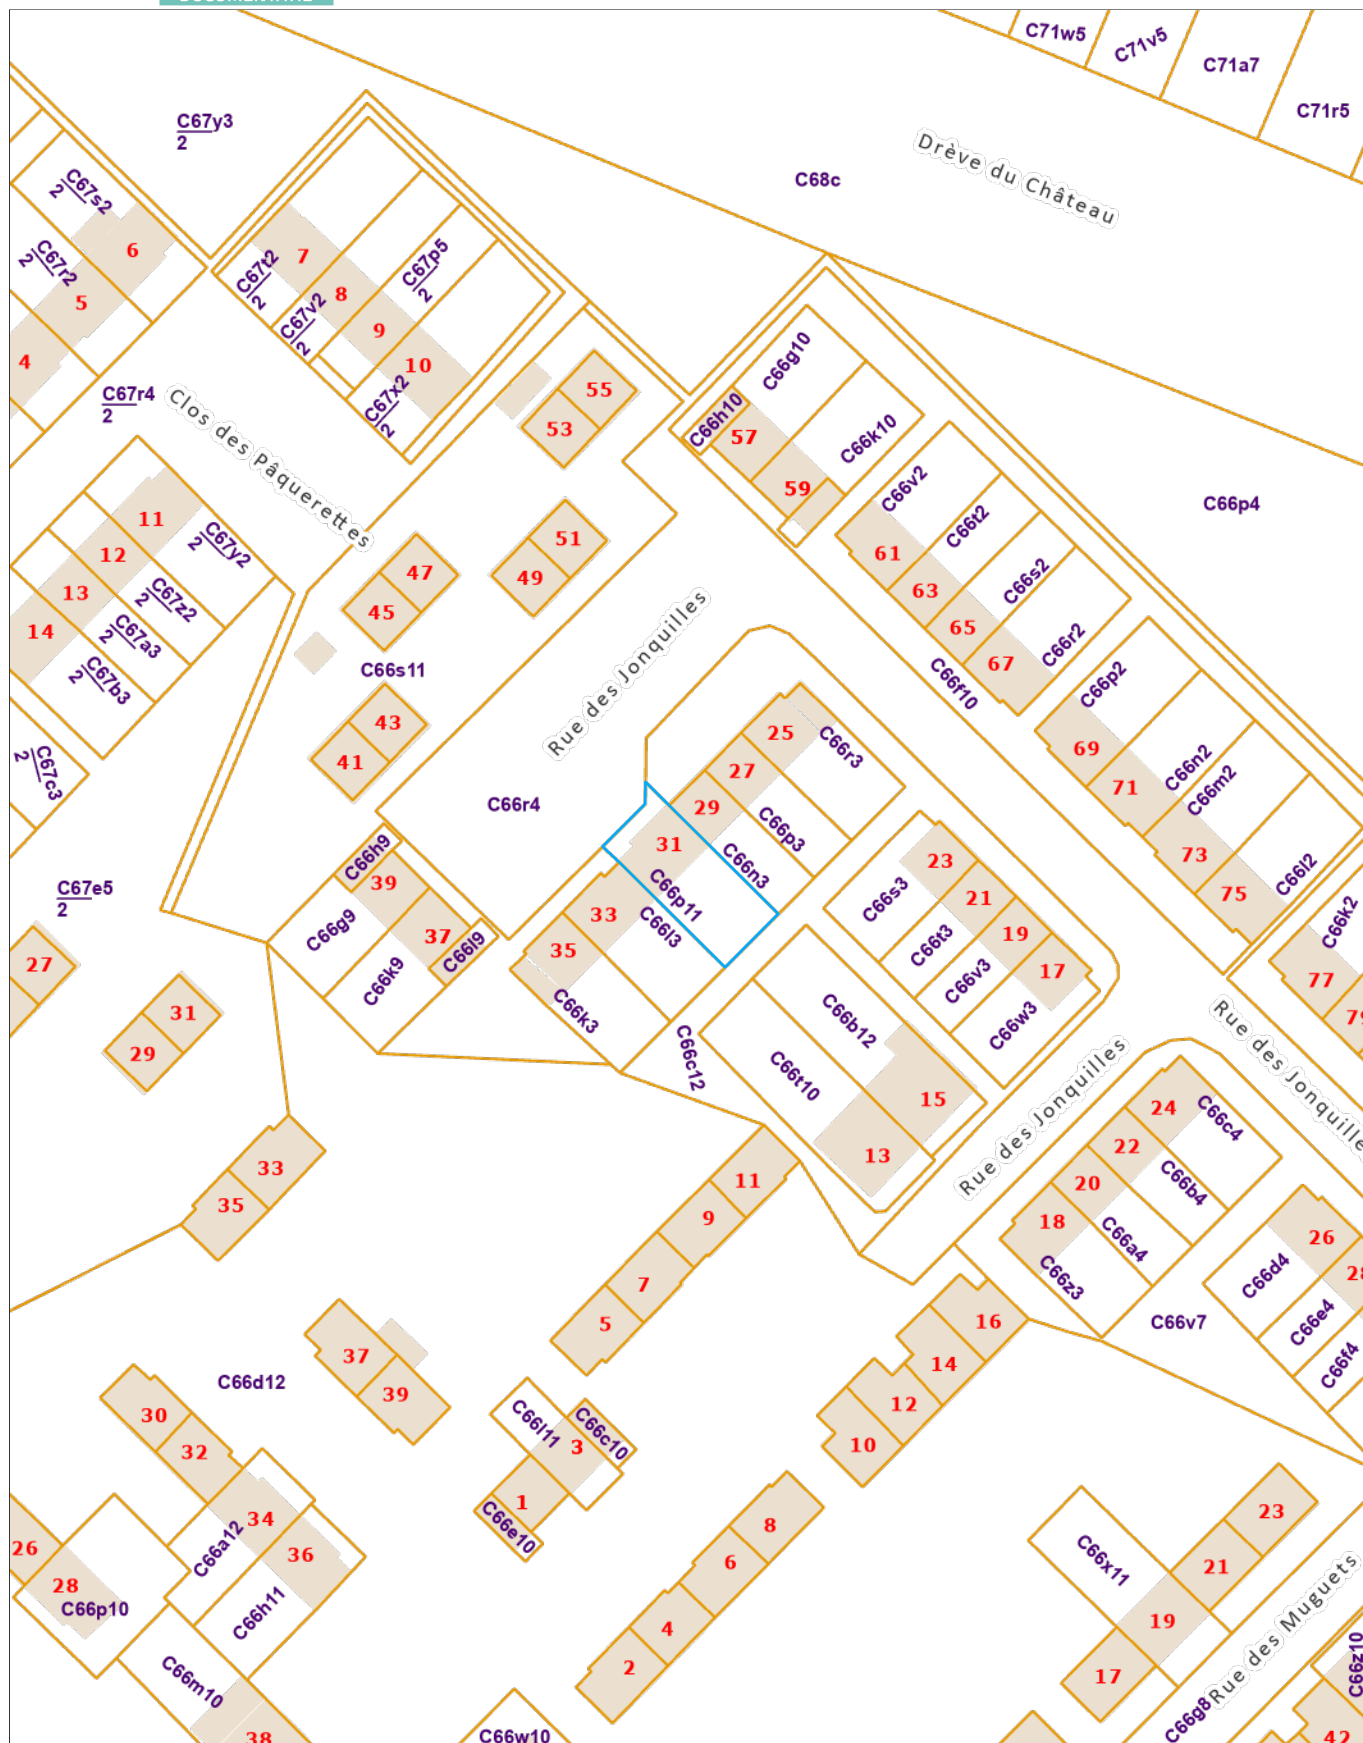 C71w5
C71v5
C71a7
C71r5
C67y3
2
Drève du Château
C68c
C67s2
2
6
C67r2
2
5
4
7
C67t2
2
8
C67v2
2
C67p5
2
9
10
C67x2
2
C67r4
2
Clos des Pâquerettes
55
53
C66g10
C66h10
57
C66k10
59
C66p4
C66v2
C66t2
C66s2
C66r2
61
63
65
67
C66f10
11
C67y2
2
12
C67z2
2
13
C67a3
2
14
C67b3
2
C67c3
2
51
49
47
45
C66s11
43
41
Rue des Jonquilles
C66r4
25
C66r3
27
29
C66p3
31
C66n3
C66p11
33
C66l3
35
C66k3
C66p2
69
71
C66n2
C66m2
73
75
C66l2
C66k2
77
C66h9
39
C66g9
37
C66l9
C66k9
C67e5
2
27
31
29
23
C66s3
21
C66t3
19
C66v3
17
C66w3
C66b12
C66c12
C66t10
15
13
Rue des Jonquilles
Rue des Jonquille
24
C66c4
22
C66b4
20
C66a4
18
C66z3
C66v7
26
C66d4
28
C66e4
C66f4
33
35
11
9
7
5
16
14
12
10
C66d12
37
39
30
32
34
C66a12
36
C66h11
26
28
C66p10
C66m10
38
C66l11
C66c10
3
1
C66e10
8
6
4
2
C66w10
C66x11
23
21
19
17
Rue des Muguets
C66g8
C66z10
42